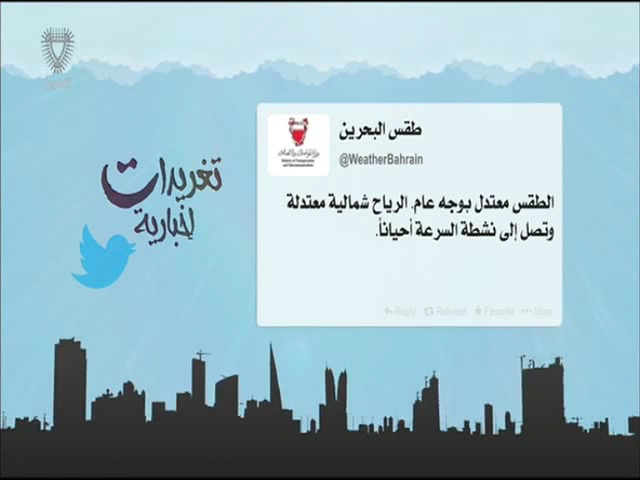 تغريدات
إخبارية
طقس البحرين
@WeatherBahrain
الطقس معتدل بوجه عام. الرياح شمالية معتدلة
وتصل إلى نشطة السرعة أحياناً.
Reply Retweet Favorite More